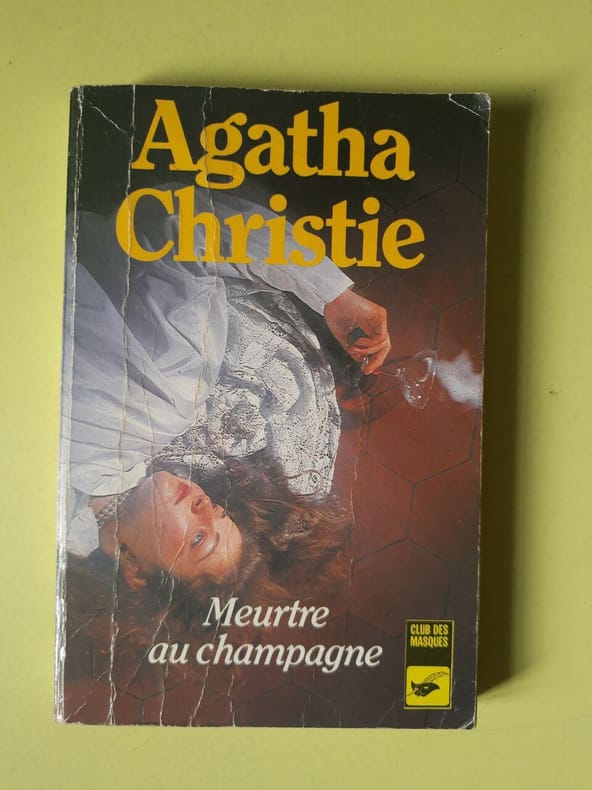 Agatha
Christie
Meurtre
au champagne
CLUB DES
MASQUES